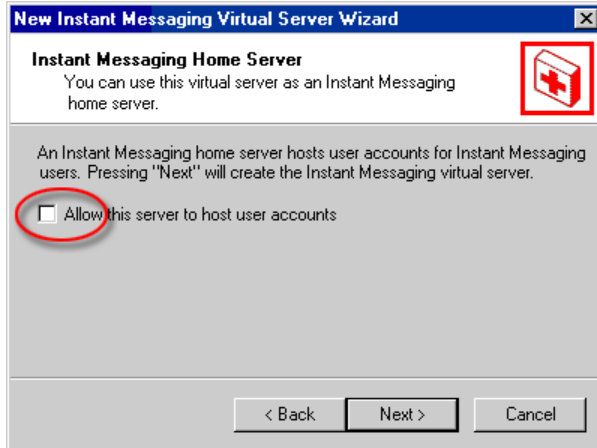 New Instant Messaging Virtual Server Wizard
Instant Messaging Home Server
You can use this virtual server as an Instant Messaging
home server.
An Instant Messaging home server hosts user accounts for Instant Messaging
users. Pressing "Next" will create the Instant Messaging virtual server.
Allow this server to host user accounts
< Back Next > Cancel